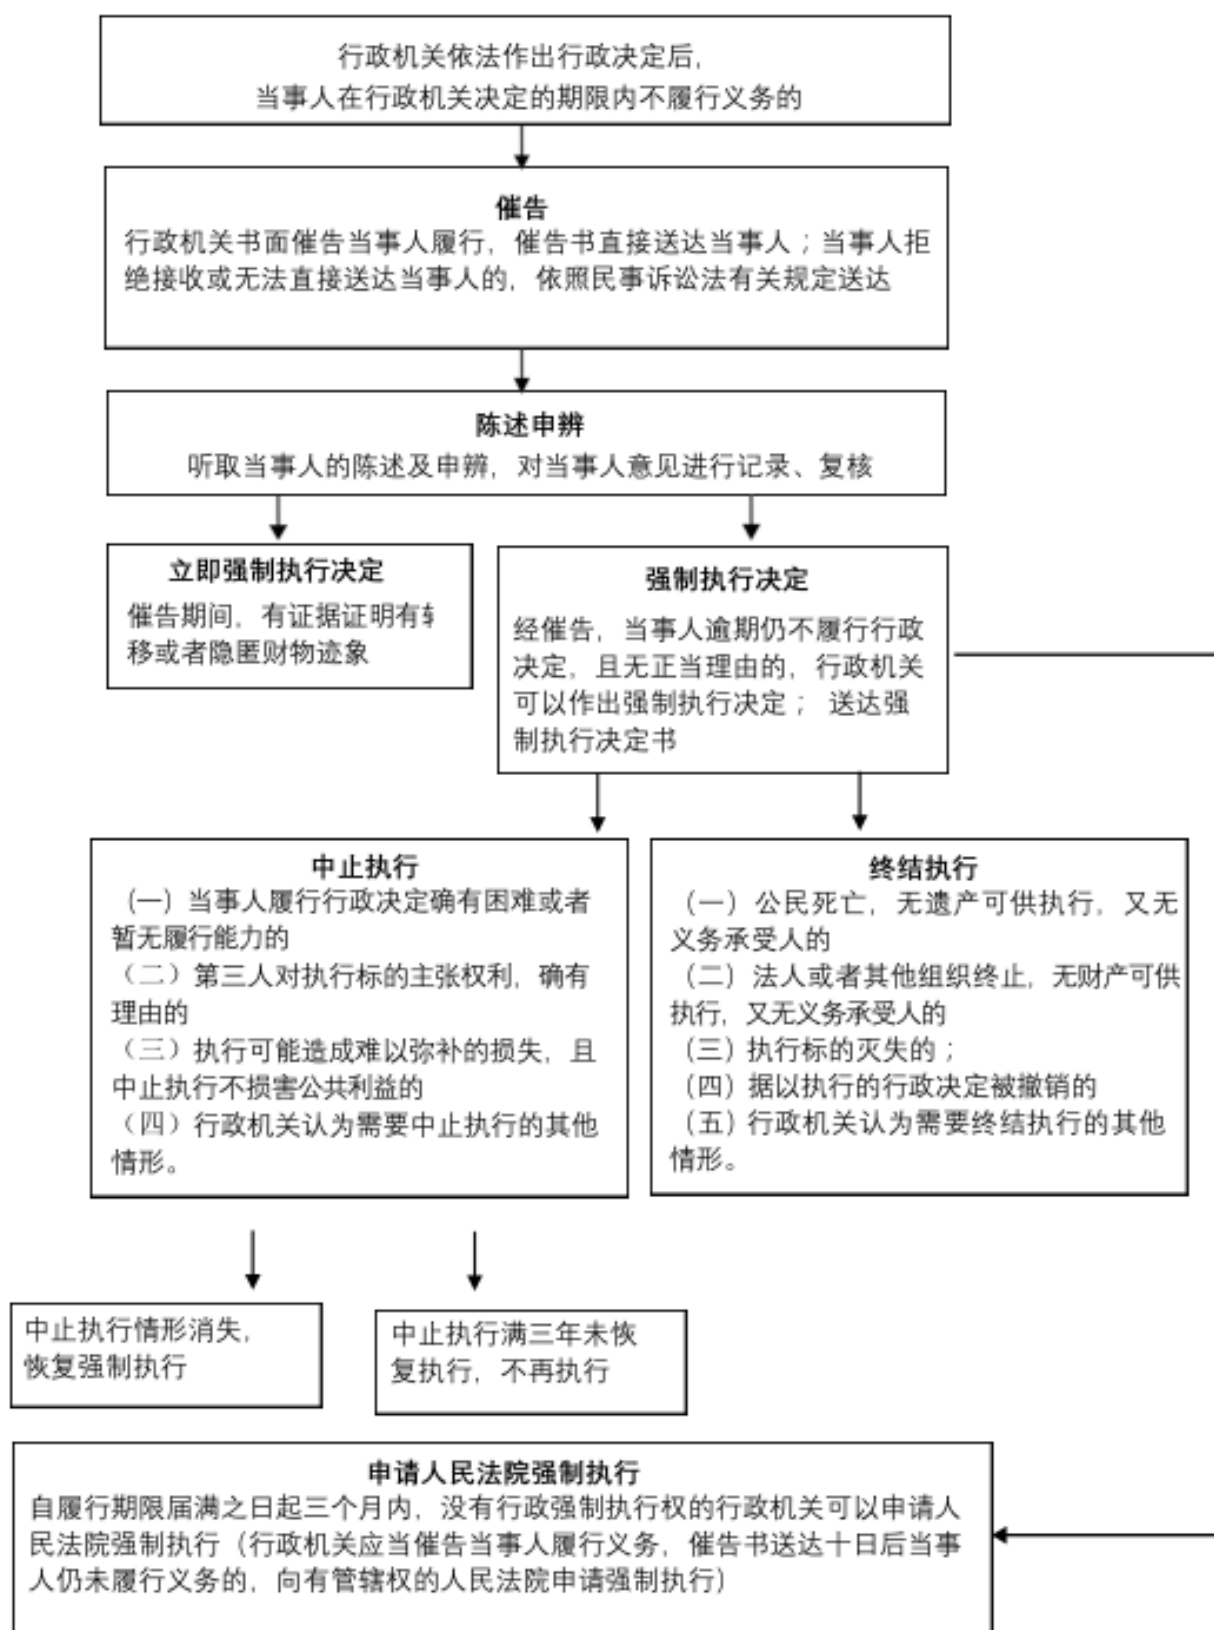 行政机关依法作出行政决定后，
当事人在行政机关决定的期限内不履行义务的
催告
行政机关书面催告当事人履行，催告书直接送达当事人；当事人拒
绝接收或无法直接送达当事人的，依照民事诉讼法有关规定送达
陈述申辨
听取当事人的陈述及申辨，对当事人意见进行记录、复核
立即强制执行决定
催告期间，有证据证明有
移或者隐匿财物迹象
强制执行决定
经催告，当事人逾期仍不履行行政
决定，且无正当理由的，行政机关
可以作出强制执行决定； 送达强
制执行决定书
中止执行
（一）当事人履行行政决定确有困难或者
暂无履行能力的
（二）第三人对执行标的主张权利，确有
理由的
（三）执行可能造成难以弥补的损失，且
中止执行不损害公共利益的
（四）行政机关认为需要中止执行的其他
情形。
终结执行
（一）公民死亡，无遗产可供执行，又无
义务承受人的
（二）法人或者其他组织终止，无财产可供
执行，又无义务承受人的
（三）执行标的灭失的；
（四）据以执行的行政决定被撤销的
（五）行政机关认为需要终结执行的其他
情形。
中止执行情形消失，
恢复强制执行
中止执行满三年未恢
复执行，不再执行
申请人民法院强制执行
自履行期限届满之日起三个月内，没有行政强制执行权的行政机关可以申请人
民法院强制执行（行政机关应当催告当事人履行义务，催告书送达十日后当事
人仍未履行义务的，向有管辖权的人民法院申请强制执行）